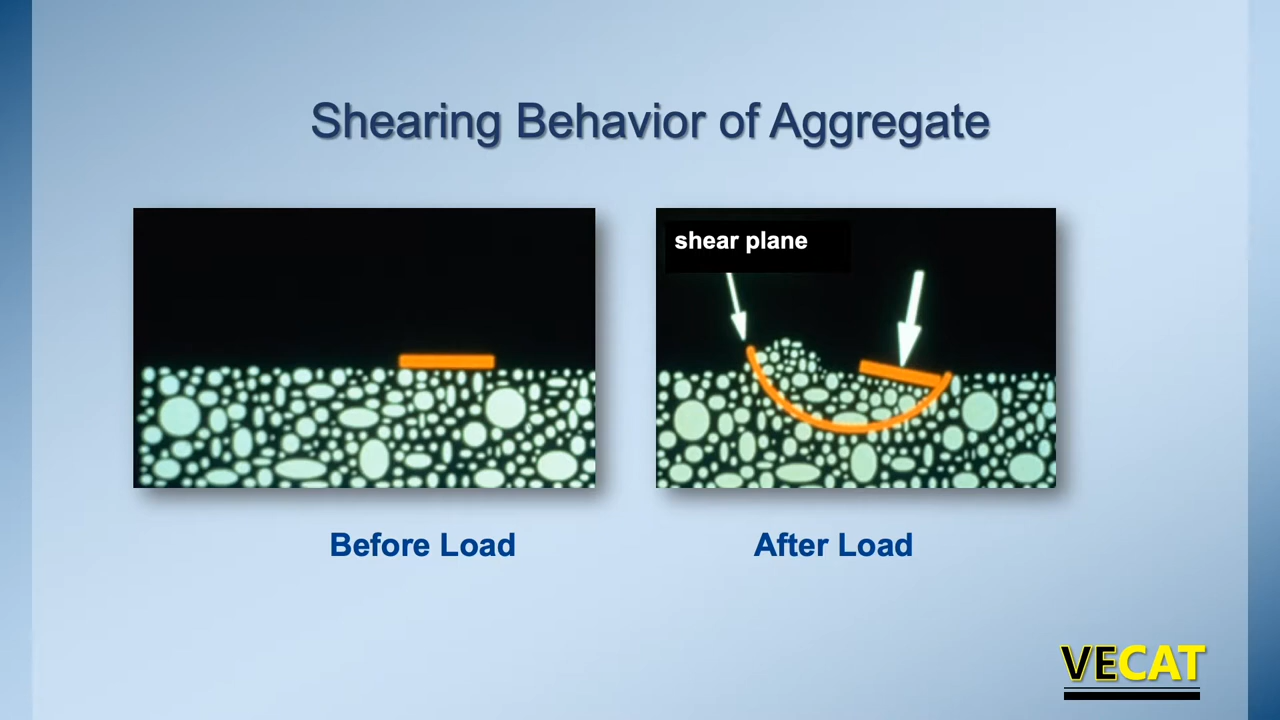 Shearing Behavior of Aggregate
shear plane
Before Load
After Load
VECAT